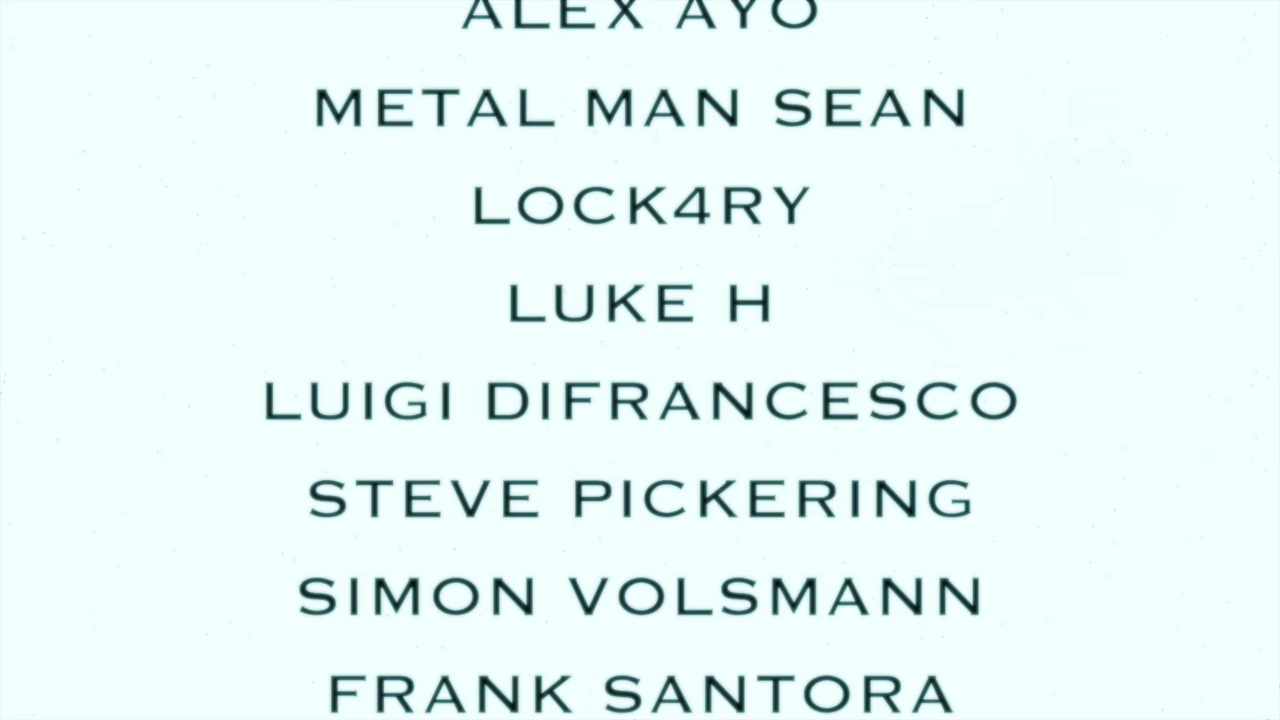 ALEX AYO
METAL MAN SEAN
LOCK4RY
LUKE H
LUIGI DIFRANCESCO
STEVE PICKERING
SIMON VOLSMANN
FRANK SANTORA